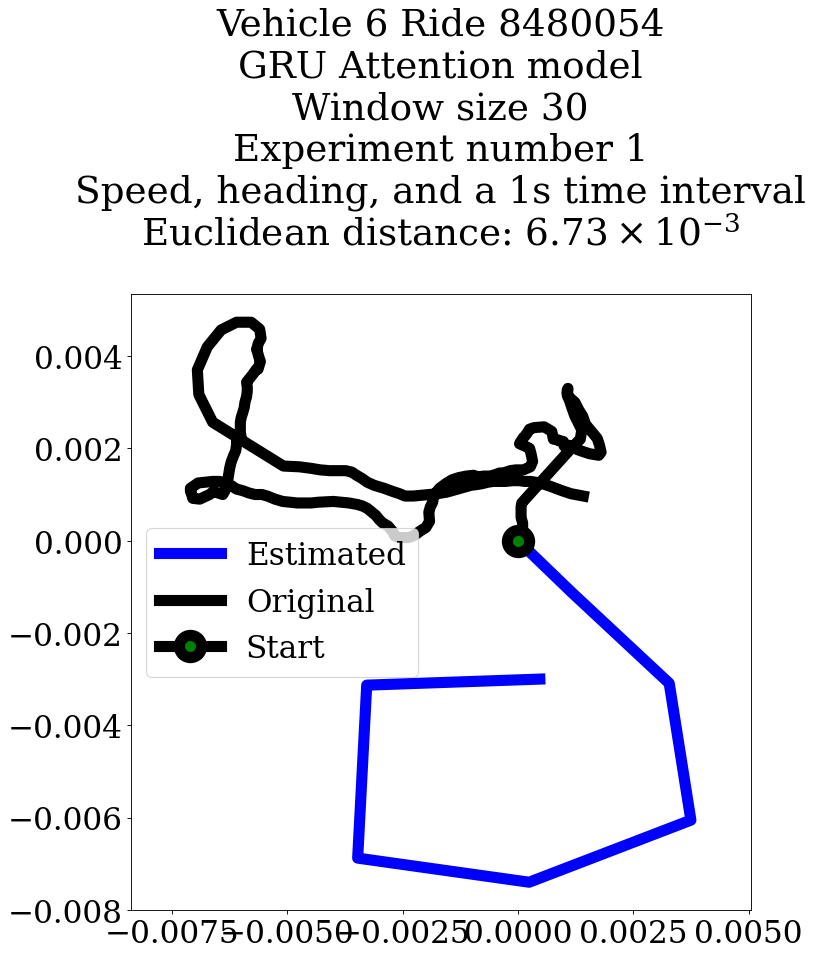 Vehicle 6 Ride 8480054
GRU Attention model
Window size 30
Experiment number 1
Speed, heading, and a 1s time interval
Euclidean distance: 6.73 × 10⁻³
0.004
0.002
0.000
−0.002
−0.004
−0.006
−0.008
Estimated
Original
Start
−0.0075 −0.0050 −0.0025 0.0000 0.0025 0.0050